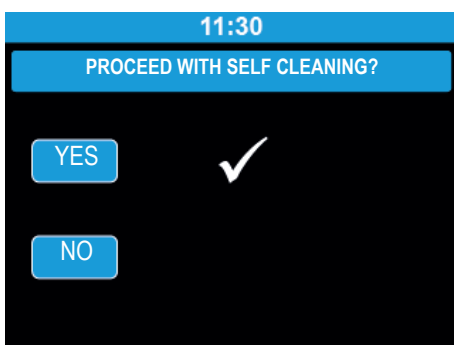 11:30
PROCEED WITH SELF CLEANING?
YES
NO